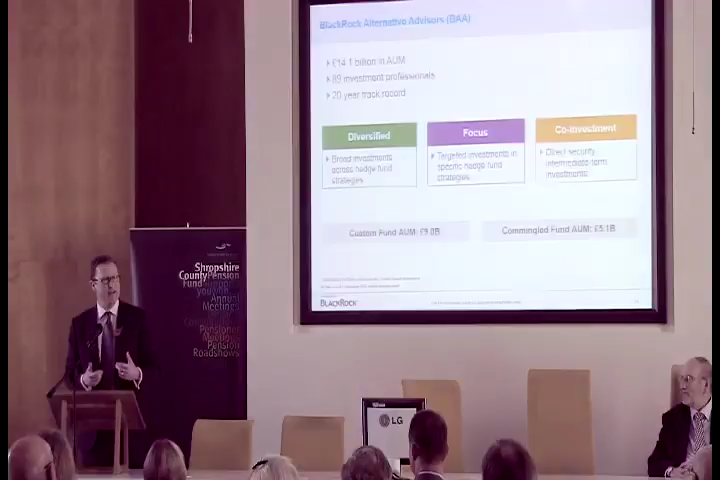 BlackRock Alternative Advisors (BAA)
£14.1 billion in AUM
89 investment professionals
20 year track record
Diversified
Broad investments
across hedge fund
strategies
Focus
Targeted investments in
specific hedge fund
strategies
Co-investment
Direct security
intermediate-term
investments
Custom Fund AUM: £9.0B
Commingled Fund AUM: £5.1B
BLACKROCK
Shropshire
County Pension
Fund
Annual
Meetings
Pensioner
Meetings
Pension
Roadshows
LG